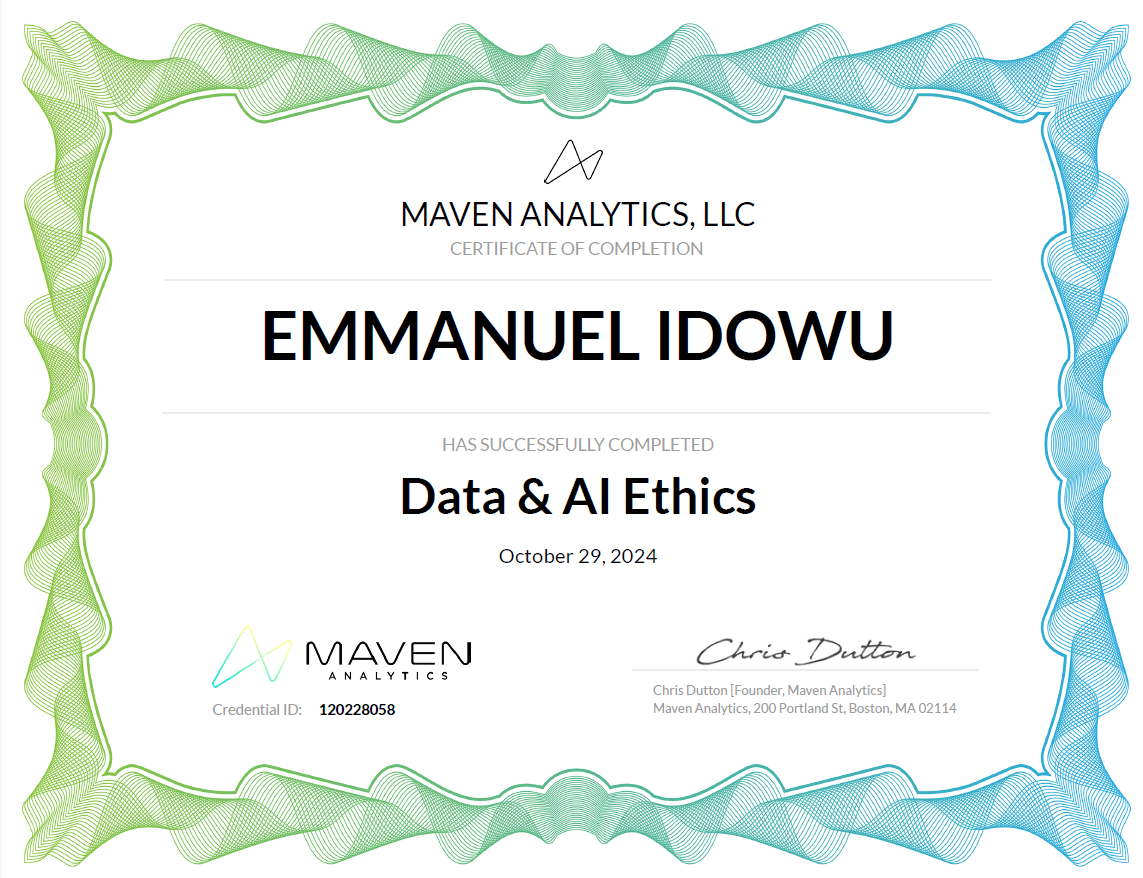 MAVEN ANALYTICS, LLC
CERTIFICATE OF COMPLETION
EMMANUEL IDOWU
HAS SUCCESSFULLY COMPLETED
Data & AI Ethics
October 29, 2024
MAVEN
ANALYTICS
Credential ID: 120228058
Chris Dutton
Chris Dutton [Founder, Maven Analytics]
Maven Analytics, 200 Portland St, Boston, MA 02114